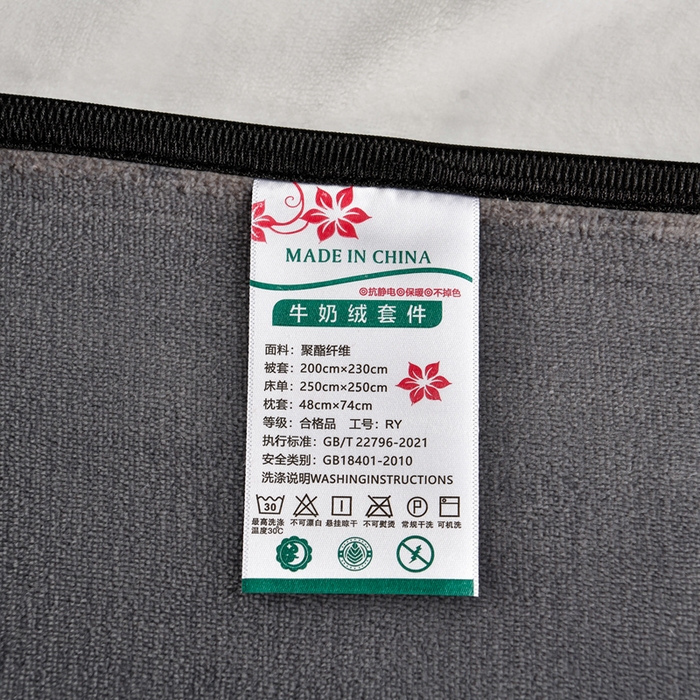 MADE IN CHINA
◎抗静电◎保暖◎不掉色
牛奶绒套件
面料：聚酯纤维
被套：200cm×230cm
床单：250cm×250cm
枕套：48cm×74cm
等级：合格品 工号：RY
执行标准：GB/T 22796-2021
安全类别：GB18401-2010
洗涤说明WASHINGINSTRUCTIONS
30 P
最高洗涤温度30C 不可漂白 悬挂晾干 不可熨烫 常规干洗 可机洗